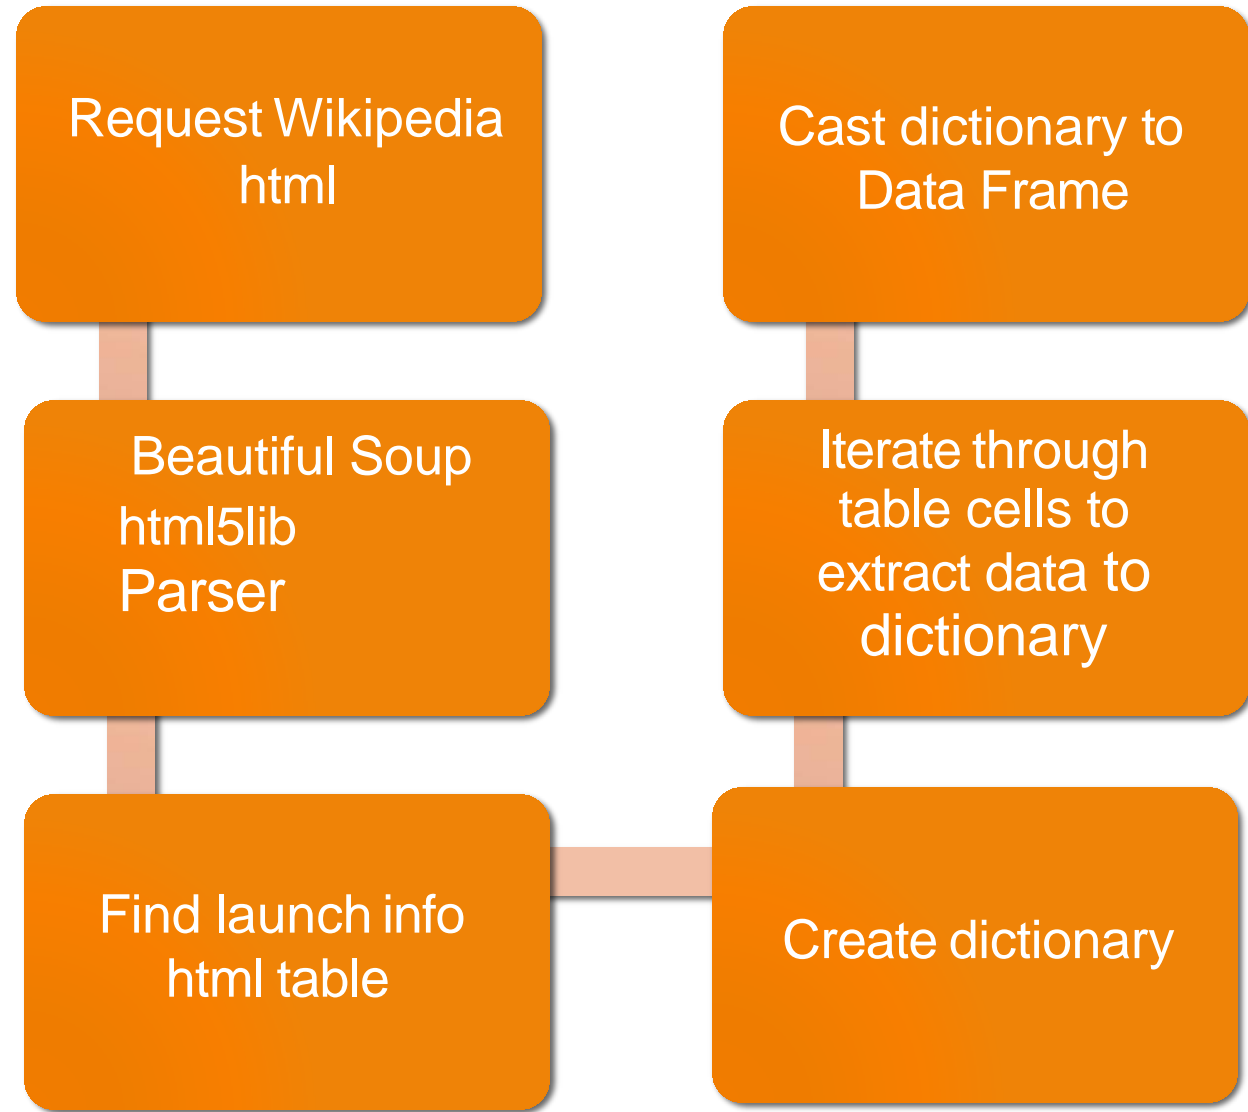 Request Wikipedia
html
Beautiful Soup
html5lib
Parser
Find launch info
html table
Create dictionary
Iterate through
table cells to
extract data to
dictionary
Cast dictionary to
Data Frame